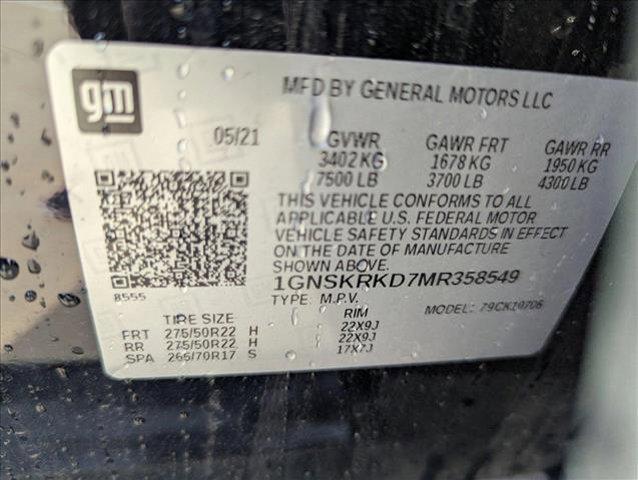 gm
MFD BY GENERAL MOTORS LLC
05/21 GVWR GAWR FRT GAWR RR
3402 KG 1678 KG 1950 KG
7500 LB 3700 LB 4300 LB
THIS VEHICLE CONFORMS TO ALL
APPLICABLE U.S. FEDERAL MOTOR
VEHICLE SAFETY STANDARDS IN EFFECT
ON THE DATE OF MANUFACTURE
SHOWN ABOVE.
1GNSKRKD7MR358549
8555
TYPE: M.P.V. MODEL: 79CK10706
TIRE SIZE RIM
FRT 275/50R22 H 22X9J
RR 275/50R22 H 22X9J
SPA 265/70R17 S 17X7J